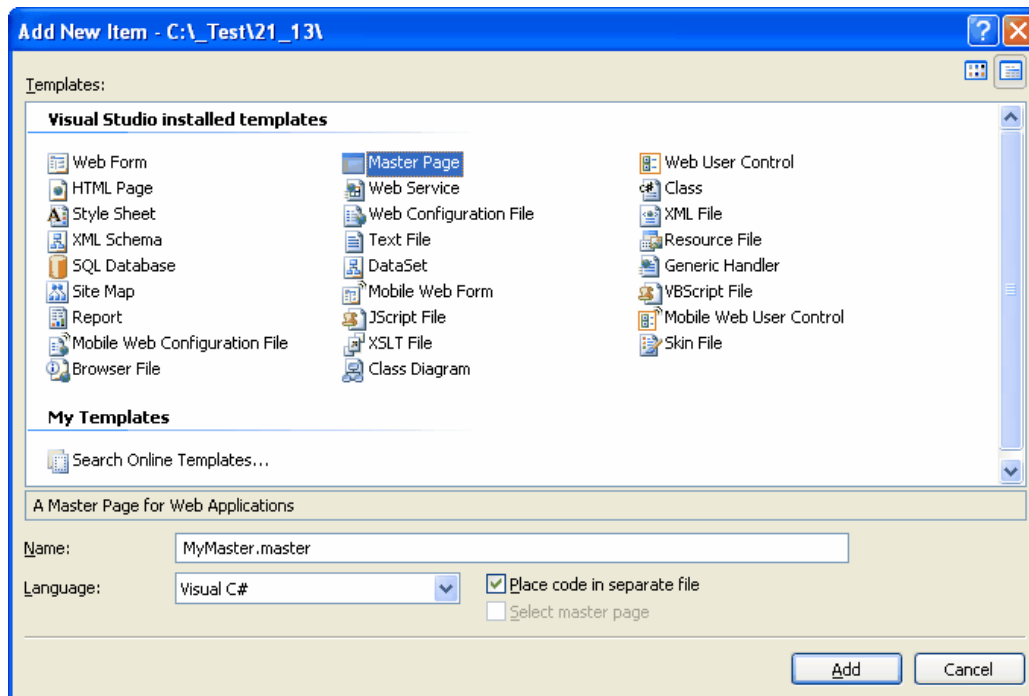 Add New Item - C:\_Test\21_13\
Templates:
Visual Studio installed templates
Web Form Master Page Web User Control
HTML Page Web Service Class
Style Sheet Web Configuration File XML File
XML Schema Text File Resource File
SQL Database DataSet Generic Handler
Site Map Mobile Web Form VBScript File
Report JScript File Mobile Web User Control
Mobile Web Configuration File XSLT File Skin File
Browser File Class Diagram
My Templates
Search Online Templates...
A Master Page for Web Applications
Name: MyMaster.master
Language: Visual C# Place code in separate file
Select master page
Add Cancel